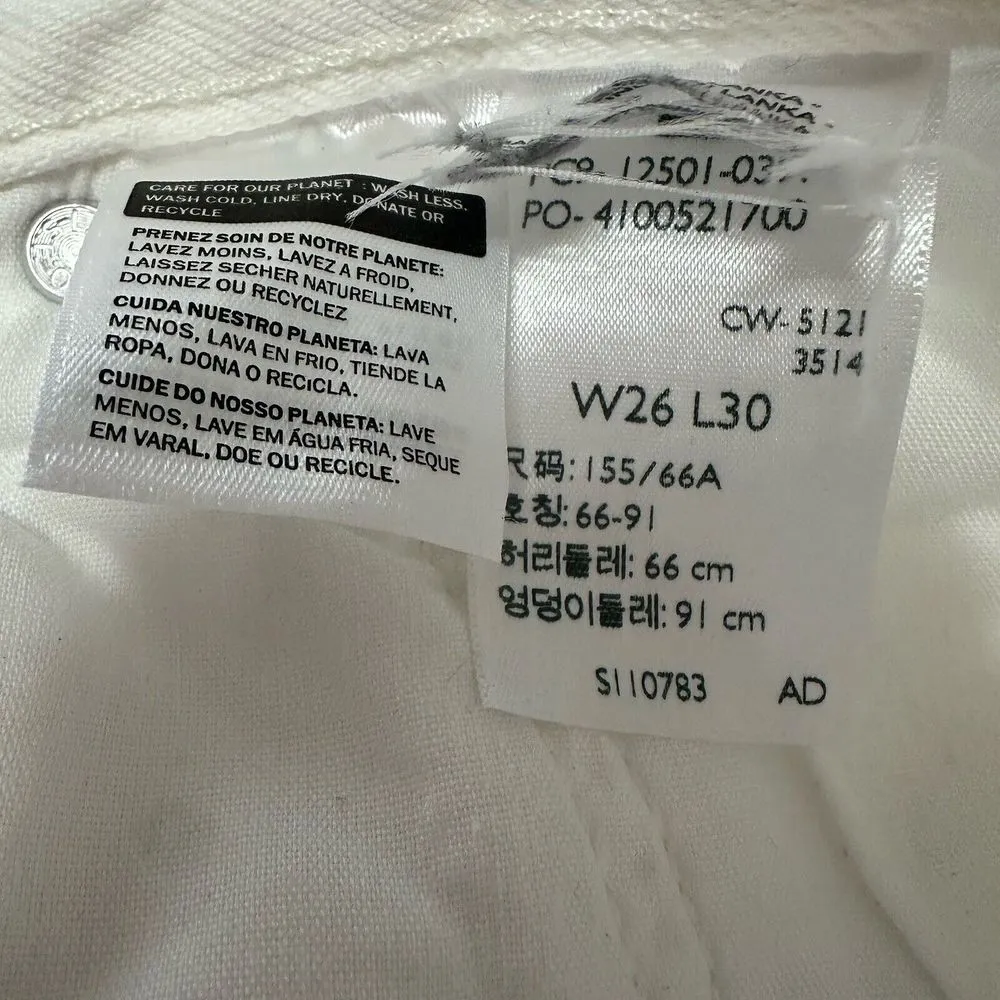 CARE FOR OUR PLANET : WASH LESS.
WASH COLD. LINE DRY. DONATE OR
RECYCLE
PRENEZ SOIN DE NOTRE PLANETE:
LAVEZ MOINS, LAVEZ A FROID,
LAISSEZ SECHER NATURELLEMENT,
DONNEZ OU RECYCLEZ
CUIDA NUESTRO PLANETA: LAVA
MENOS, LAVA EN FRIO, TIENDE LA
ROPA, DONA O RECICLA.
CUIDE DO NOSSO PLANETA: LAVE
MENOS, LAVE EM ÁGUA FRIA, SEQUE
EM VARAL, DOE OU RECICLE.
LANKA
PO- 4100521700
CW- 5121
3514
W26 L30
尺码: 155/66A
호칭: 66-91
허리둘레: 66 cm
엉덩이둘레: 91 cm
S110783 AD